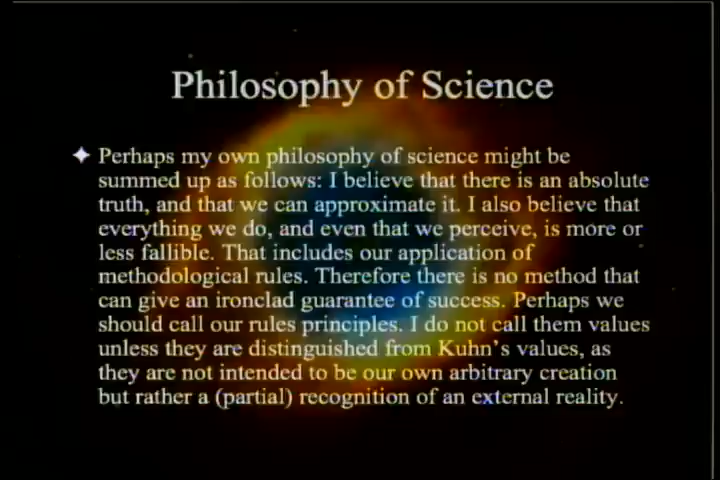 Philosophy of Science
Perhaps my own philosophy of science might be
summed up as follows: I believe that there is an absolute
truth, and that we can approximate it. I also believe that
everything we do, and even that we perceive, is more or
less fallible. That includes our application of
methodological rules. Therefore there is no method that
can give an ironclad guarantee of success. Perhaps we
should call our rules principles. I do not call them values
unless they are distinguished from Kuhn's values, as
they are not intended to be our own arbitrary creation
but rather a (partial) recognition of an external reality.